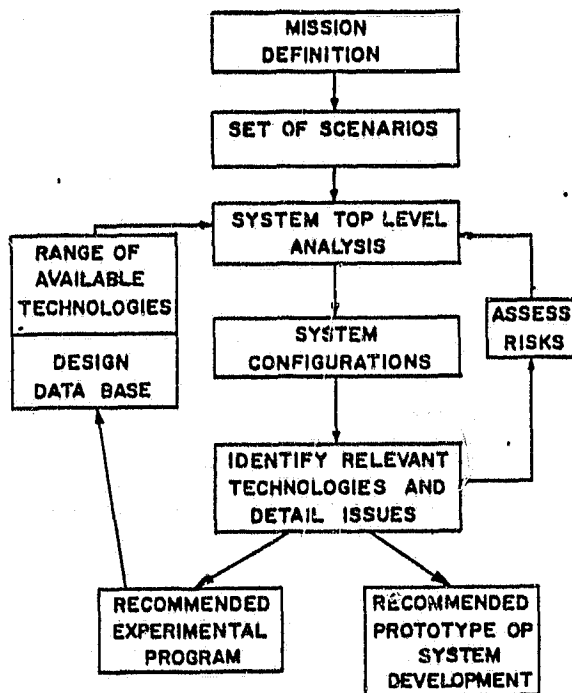 MISSION
DEFINITION
SET OF SCENARIOS
SYSTEM TOP LEVEL
ANALYSIS
RANGE OF
AVAILABLE
TECHNOLOGIES
DESIGN
DATA BASE
SYSTEM
CONFIGURATIONS
ASSESS
RISKS
IDENTIFY RELEVANT
TECHNOLOGIES AND
DETAIL ISSUES
RECOMMENDED
EXPERIMENTAL
PROGRAM
RECOMMENDED
PROTOTYPE OP
SYSTEM
DEVELOPMENT